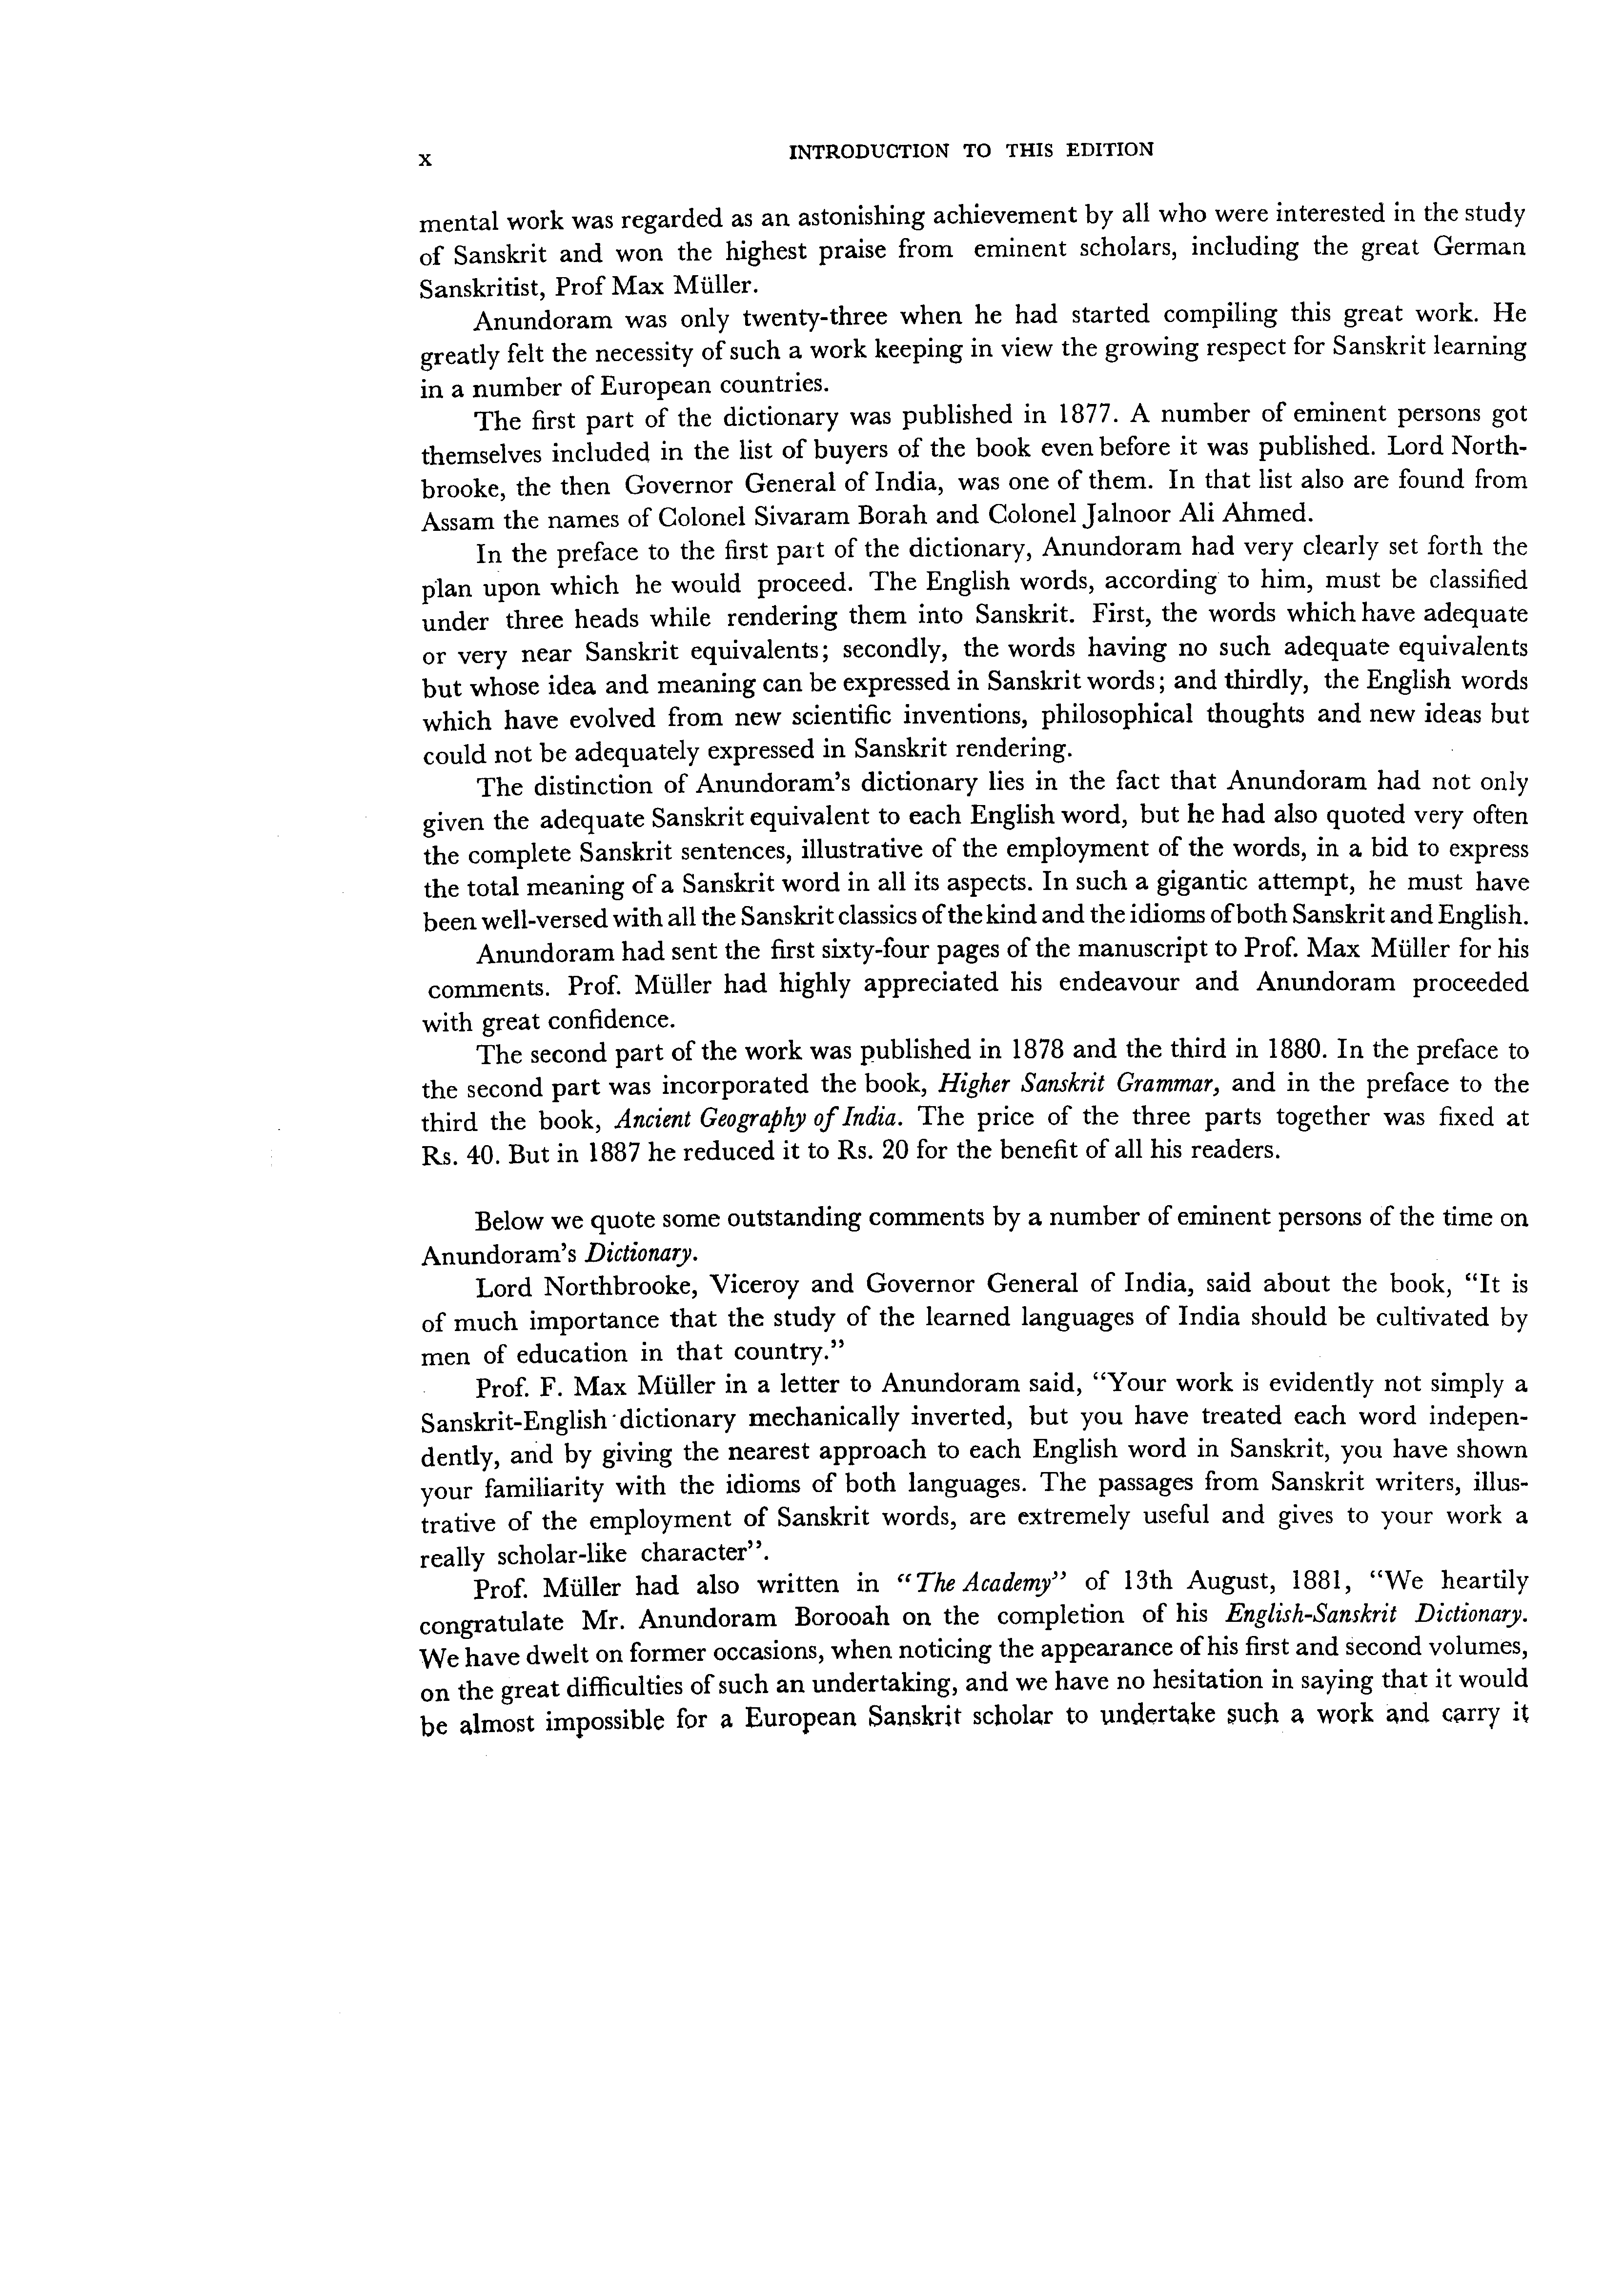 x INTRODUCTION TO THIS EDITION
mental work was regarded as an astonishing achievement by all who were interested in the study
of Sanskrit and won the highest praise from eminent scholars, including the great German
Sanskritist, Prof Max Müller.
Anundoram was only twenty-three when he had started compiling this great work. He
greatly felt the necessity of such a work keeping in view the growing respect for Sanskrit learning
in a number of European countries.
The first part of the dictionary was published in 1877. A number of eminent persons got
themselves included in the list of buyers of the book even before it was published. Lord North-
brooke, the then Governor General of India, was one of them. In that list also are found from
Assam the names of Colonel Sivaram Borah and Colonel Jalnoor Ali Ahmed.
In the preface to the first part of the dictionary, Anundoram had very clearly set forth the
plan upon which he would proceed. The English words, according to him, must be classified
under three heads while rendering them into Sanskrit. First, the words which have adequate
or very near Sanskrit equivalents; secondly, the words having no such adequate equivalents
but whose idea and meaning can be expressed in Sanskrit words; and thirdly, the English words
which have evolved from new scientific inventions, philosophical thoughts and new ideas but
could not be adequately expressed in Sanskrit rendering.
The distinction of Anundoram's dictionary lies in the fact that Anundoram had not only
given the adequate Sanskrit equivalent to each English word, but he had also quoted very often
the complete Sanskrit sentences, illustrative of the employment of the words, in a bid to express
the total meaning of a Sanskrit word in all its aspects. In such a gigantic attempt, he must have
been well-versed with all the Sanskrit classics of the kind and the idioms of both Sanskrit and English.
Anundoram had sent the first sixty-four pages of the manuscript to Prof. Max Müller for his
comments. Prof. Müller had highly appreciated his endeavour and Anundoram proceeded
with great confidence.
The second part of the work was published in 1878 and the third in 1880. In the preface to
the second part was incorporated the book, Higher Sanskrit Grammar, and in the preface to the
third the book, Ancient Geography of India. The price of the three parts together was fixed at
Rs. 40. But in 1887 he reduced it to Rs. 20 for the benefit of all his readers.
Below we quote some outstanding comments by a number of eminent persons of the time on
Anundoram's Dictionary.
Lord Northbrooke, Viceroy and Governor General of India, said about the book, “It is
of much importance that the study of the learned languages of India should be cultivated by
men of education in that country.”
Prof. F. Max Müller in a letter to Anundoram said, “Your work is evidently not simply a
Sanskrit-English dictionary mechanically inverted, but you have treated each word indepen-
dently, and by giving the nearest approach to each English word in Sanskrit, you have shown
your familiarity with the idioms of both languages. The passages from Sanskrit writers, illus-
trative of the employment of Sanskrit words, are extremely useful and gives to your work a
really scholar-like character”.
Prof. Müller had also written in “The Academy” of 13th August, 1881, “We heartily
congratulate Mr. Anundoram Borooah on the completion of his English-Sanskrit Dictionary.
We have dwelt on former occasions, when noticing the appearance of his first and second volumes,
on the great difficulties of such an undertaking, and we have no hesitation in saying that it would
be almost impossible for a European Sanskrit scholar to undertake such a work and carry it